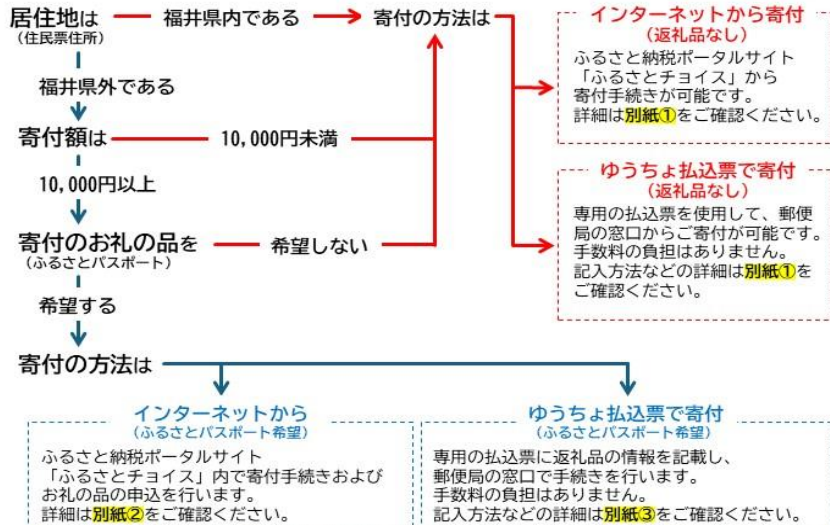 居住地は
福井県内である
寄付の方法は
(住民票住所)
福井県外である
寄付額は
10,000円未満
10,000円以上
寄付のお礼の品を
希望しない
(ふるさとパスポート)
希望する
寄付の方法は
インターネットから寄付
(返礼品なし)
ふるさと納税ポータルサイト
「ふるさとチョイス」から
寄付手続きが可能です。
詳細は別紙①をご確認ください。
ゆうちょ払込票で寄付
(返礼品なし)
専用の払込票を使用して、郵便
局の窓口からご寄付が可能です。
手数料の負担はありません。
記入方法などの詳細は別紙①を
ご確認ください。
インターネットから
(ふるさとパスポート希望)
ふるさと納税ポータルサイト
「ふるさとチョイス」内で寄付手続きおよび
お礼の品の申込を行います。
詳細は別紙②をご確認ください。
ゆうちょ払込票で寄付
(ふるさとパスポート希望)
専用の払込票に返礼品の情報を記載し、
郵便局の窓口で手続きを行います。
手数料の負担はありません。
記入方法などの詳細は別紙③をご確認ください。